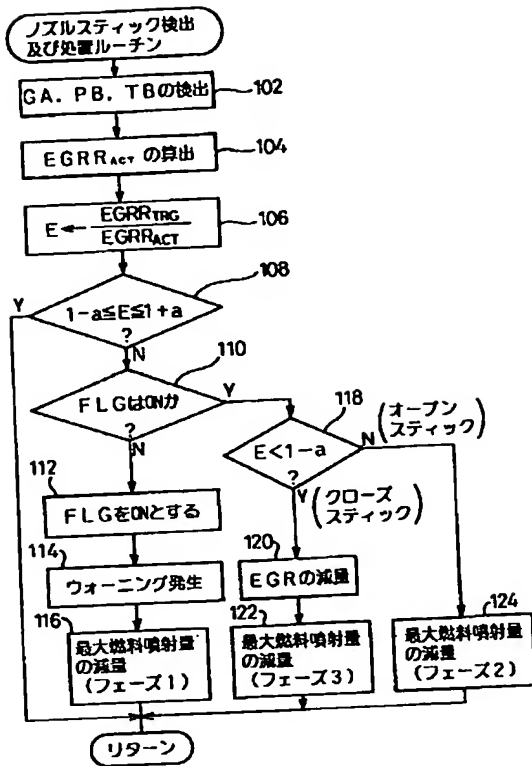 ノズルスティック検出
及び処置ルーチン
GA. PB. TBの検出
102
EGRRACTの算出
104
E←EGRRTRG
EGRRACT
106
108
Y
1-a≦E≦1+a
?
N
110
FLGはONか
?
Y
N
118
E<1-a
?
N
(オープン
スティック)
Y
(クローズ
スティック)
112
FLGをONとする
114
ウォーニング発生
116
最大燃料噴射量
の減量
(フェーズ1)
120
EGRの減量
122
最大燃料噴射量
の減量
(フェーズ3)
124
最大燃料噴射量
の減量
(フェーズ2)
リターン